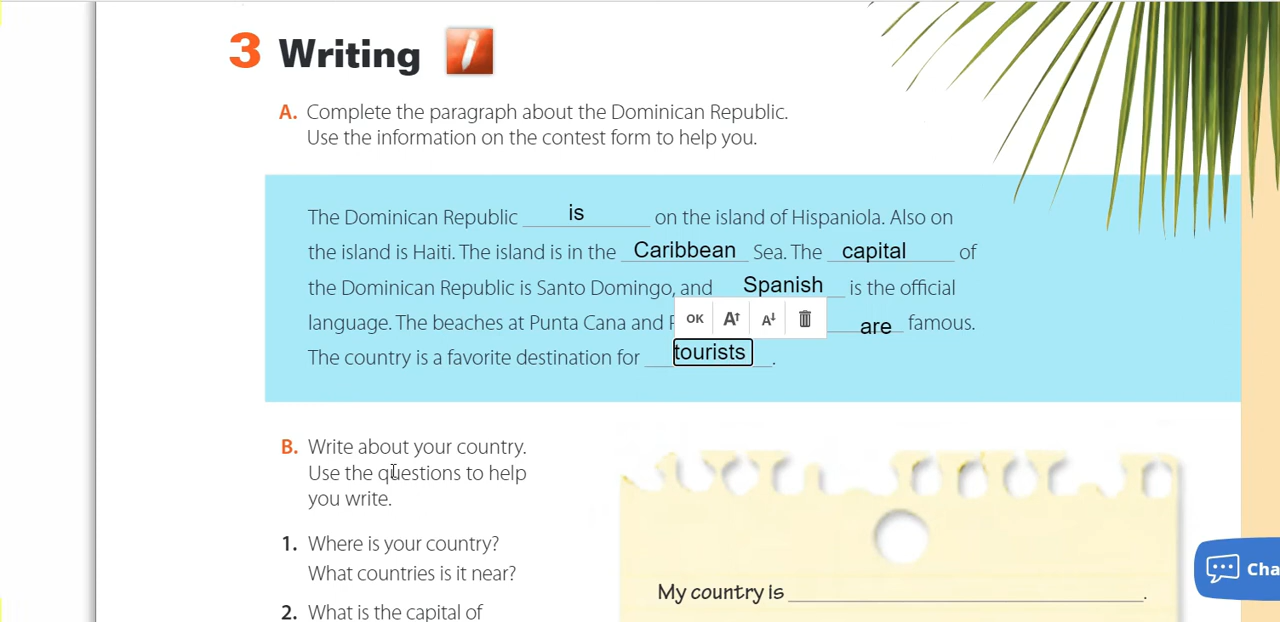 3 Writing
A. Complete the paragraph about the Dominican Republic.
Use the information on the contest form to help you.
The Dominican Republic is on the island of Hispaniola. Also on
the island is Haiti. The island is in the Caribbean Sea. The capital of
the Dominican Republic is Santo Domingo, and Spanish is the official
language. The beaches at Punta Cana and are famous.
OK A A
The country is a favorite destination for tourists.
B. Write about your country.
Use the questions to help
you write.
1. Where is your country?
What countries is it near?
My country is .
2. What is the capital of
Cha